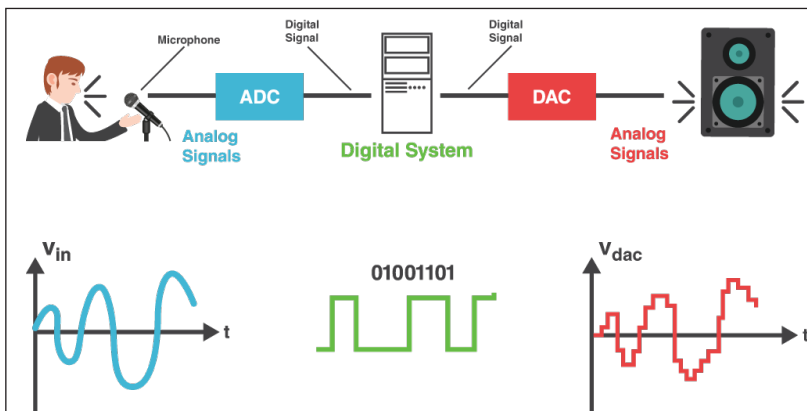 Microphone
Digital
Signal
Digital
Signal
ADC
DAC
Analog
Signals
Digital System
Analog
Signals
Vin
t
01001101
Vdac
t